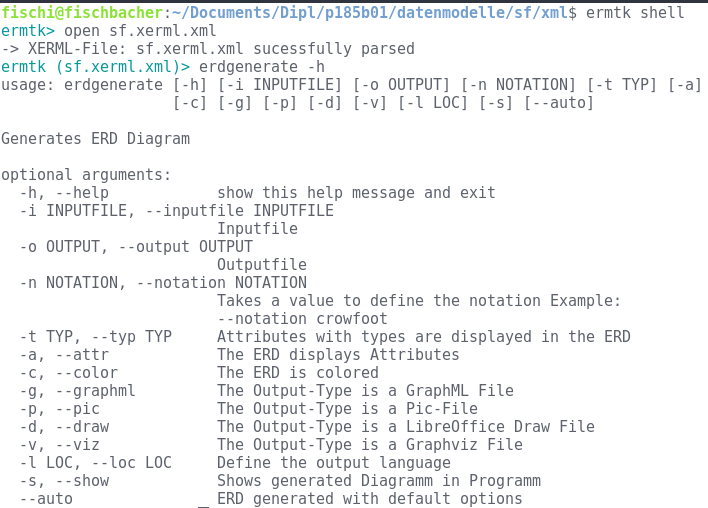 fischi@fischbacher:~/Documents/Dipl/p185b01/datenmodelle/sf/xml$ ermtk shell
ermtk> open sf.xerml.xml
-> XERML-File: sf.xerml.xml sucessfully parsed
ermtk (sf.xerml.xml)> erdgenerate -h
usage: erdgenerate [-h] [-i INPUTFILE] [-o OUTPUT] [-n NOTATION] [-t TYP] [-a]
                   [-c] [-g] [-p] [-d] [-v] [-l LOC] [-s] [--auto]

Generates ERD Diagram

optional arguments:
  -h, --help            show this help message and exit
  -i INPUTFILE, --inputfile INPUTFILE
                        Inputfile
  -o OUTPUT, --output OUTPUT
                        Outputfile
  -n NOTATION, --notation NOTATION
                        Takes a value to define the notation Example:
                        --notation crowfoot
  -t TYP, --typ TYP     Attributes with types are displayed in the ERD
  -a, --attr            The ERD displays Attributes
  -c, --color           The ERD is colored
  -g, --graphml         The Output-Type is a GraphML File
  -p, --pic             The Output-Type is a Pic-File
  -d, --draw            The Output-Type is a LibreOffice Draw File
  -v, --viz             The Output-Type is a Graphviz File
  -l LOC, --loc LOC     Define the output language
  -s, --show            Shows generated Diagramm in Programm
  --auto              _ ERD generated with default options